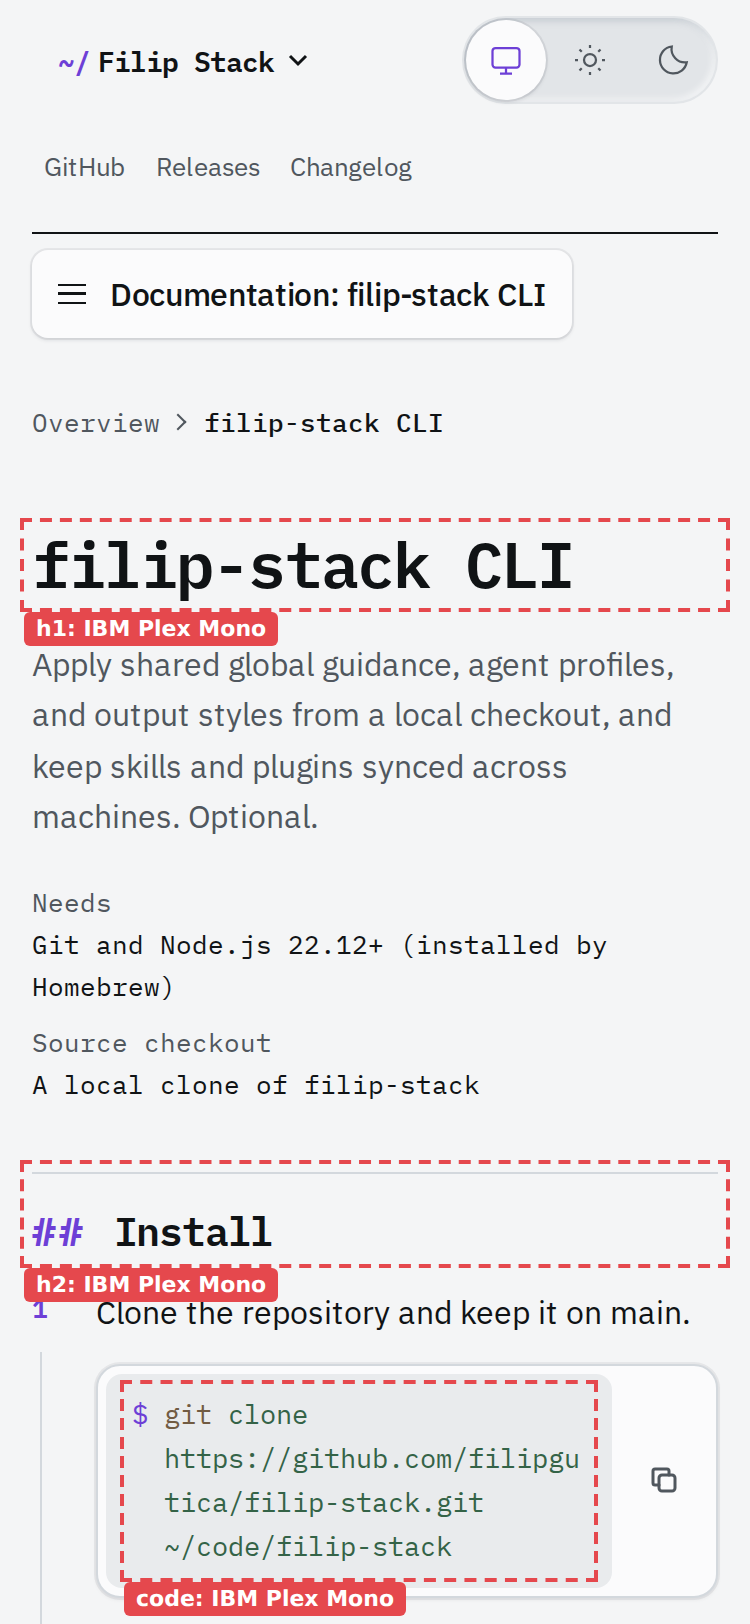 ~/ Filip Stack
GitHub Releases Changelog
Documentation: filip-stack CLI
Overview > filip-stack CLI
filip-stack CLI
h1: IBM Plex Mono
Apply shared global guidance, agent profiles,
and output styles from a local checkout, and
keep skills and plugins synced across
machines. Optional.
Needs
Git and Node.js 22.12+ (installed by
Homebrew)
Source checkout
A local clone of filip-stack
## Install
h2: IBM Plex Mono
1 Clone the repository and keep it on main.
$ git clone
https://github.com/filipgu
tica/filip-stack.git
~/code/filip-stack
code: IBM Plex Mono